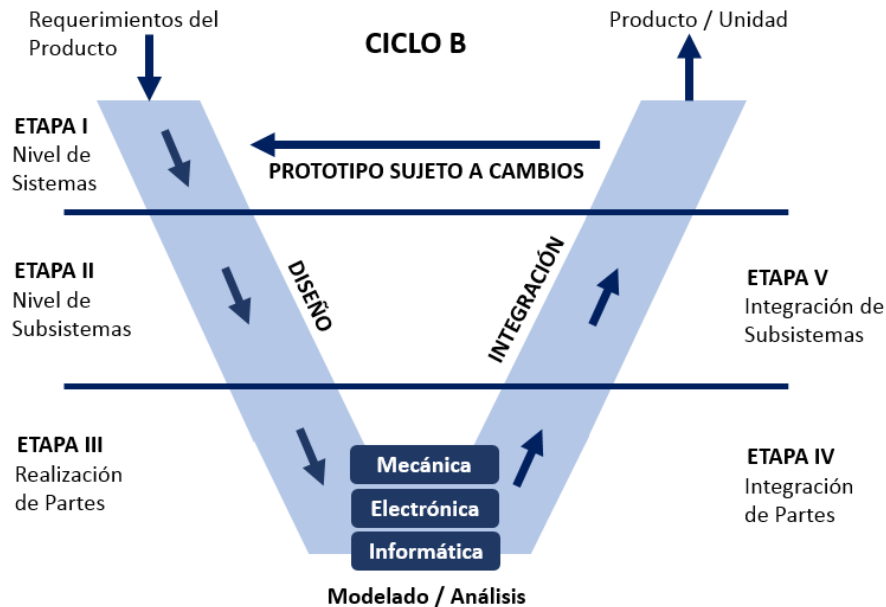 Requerimientos del
Producto
CICLO B
Producto / Unidad
ETAPA I
Nivel de
Sistemas
PROTOTIPO SUJETO A CAMBIOS
ETAPA II
Nivel de
Subsistemas
DISEÑO
INTEGRACIÓN
ETAPA V
Integración de
Subsistemas
ETAPA III
Realización
de Partes
Mecánica
Electrónica
Informática
ETAPA IV
Integración
de Partes
Modelado / Análisis